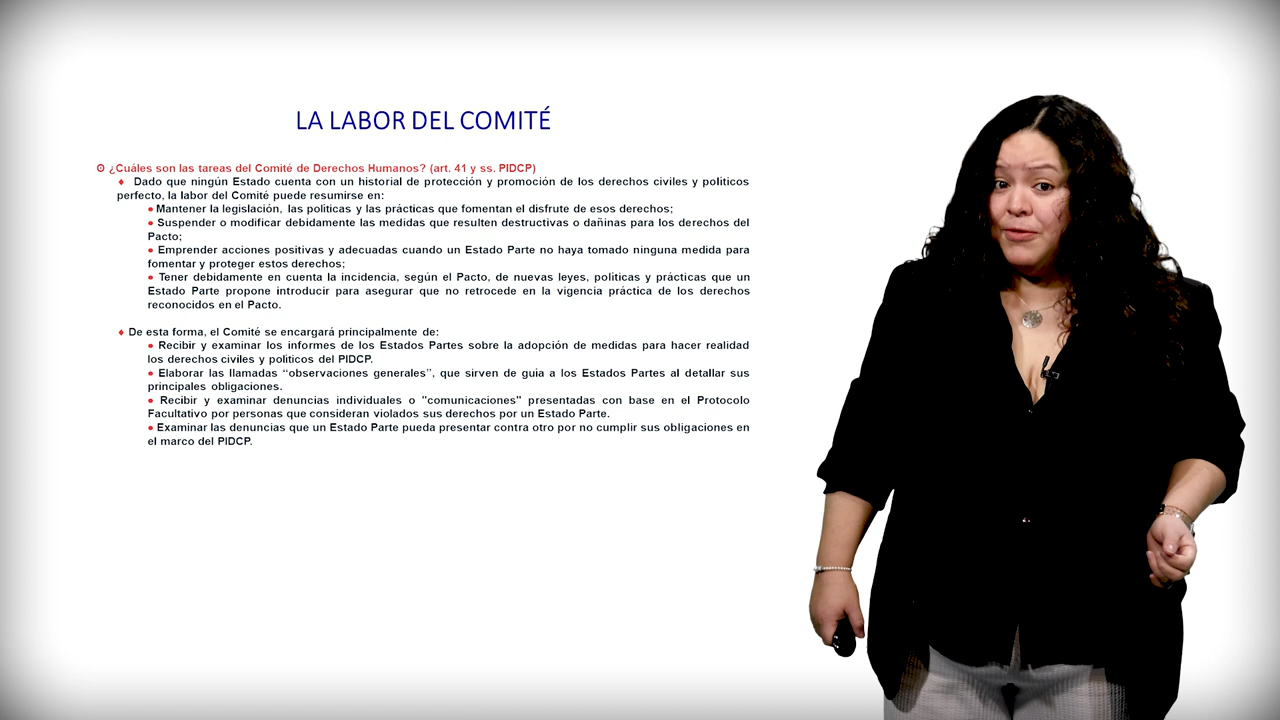 LA LABOR DEL COMITÉ
¿Cuáles son las tareas del Comité de Derechos Humanos? (art. 41 y ss. PIDCP)
♦ Dado que ningún Estado cuenta con un historial de protección y promoción de los derechos civiles y políticos
perfecto, la labor del Comité puede resumirse en:
• Mantener la legislación, las políticas y las prácticas que fomentan el disfrute de esos derechos;
• Suspender o modificar debidamente las medidas que resulten destructivas o dañinas para los derechos del
Pacto;
• Emprender acciones positivas y adecuadas cuando un Estado Parte no haya tomado ninguna medida para
fomentar y proteger estos derechos;
• Tener debidamente en cuenta la incidencia, según el Pacto, de nuevas leyes, políticas y prácticas que un
Estado Parte propone introducir para asegurar que no retrocede en la vigencia práctica de los derechos
reconocidos en el Pacto.
♦ De esta forma, el Comité se encargará principalmente de:
• Recibir y examinar los informes de los Estados Partes sobre la adopción de medidas para hacer realidad
los derechos civiles y políticos del PIDCP.
• Elaborar las llamadas “observaciones generales”, que sirven de guía a los Estados Partes al detallar sus
principales obligaciones.
• Recibir y examinar denuncias individuales o "comunicaciones" presentadas con base en el Protocolo
Facultativo por personas que consideran violados sus derechos por un Estado Parte.
• Examinar las denuncias que un Estado Parte pueda presentar contra otro por no cumplir sus obligaciones en
el marco del PIDCP.